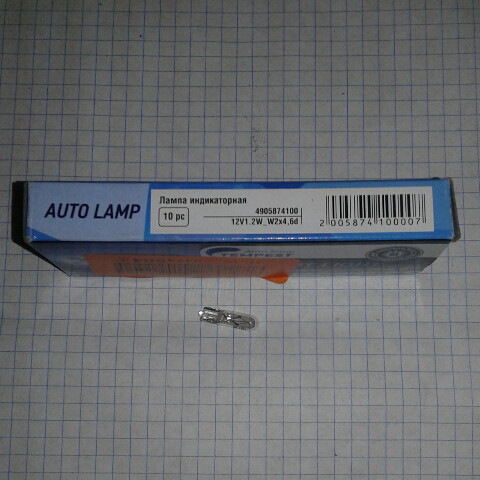 AUTO LAMP
Лампа индикаторная
10 pc
4905874100
12V1.2W_W2x4,6d
2 005874 100007
TEMPEST